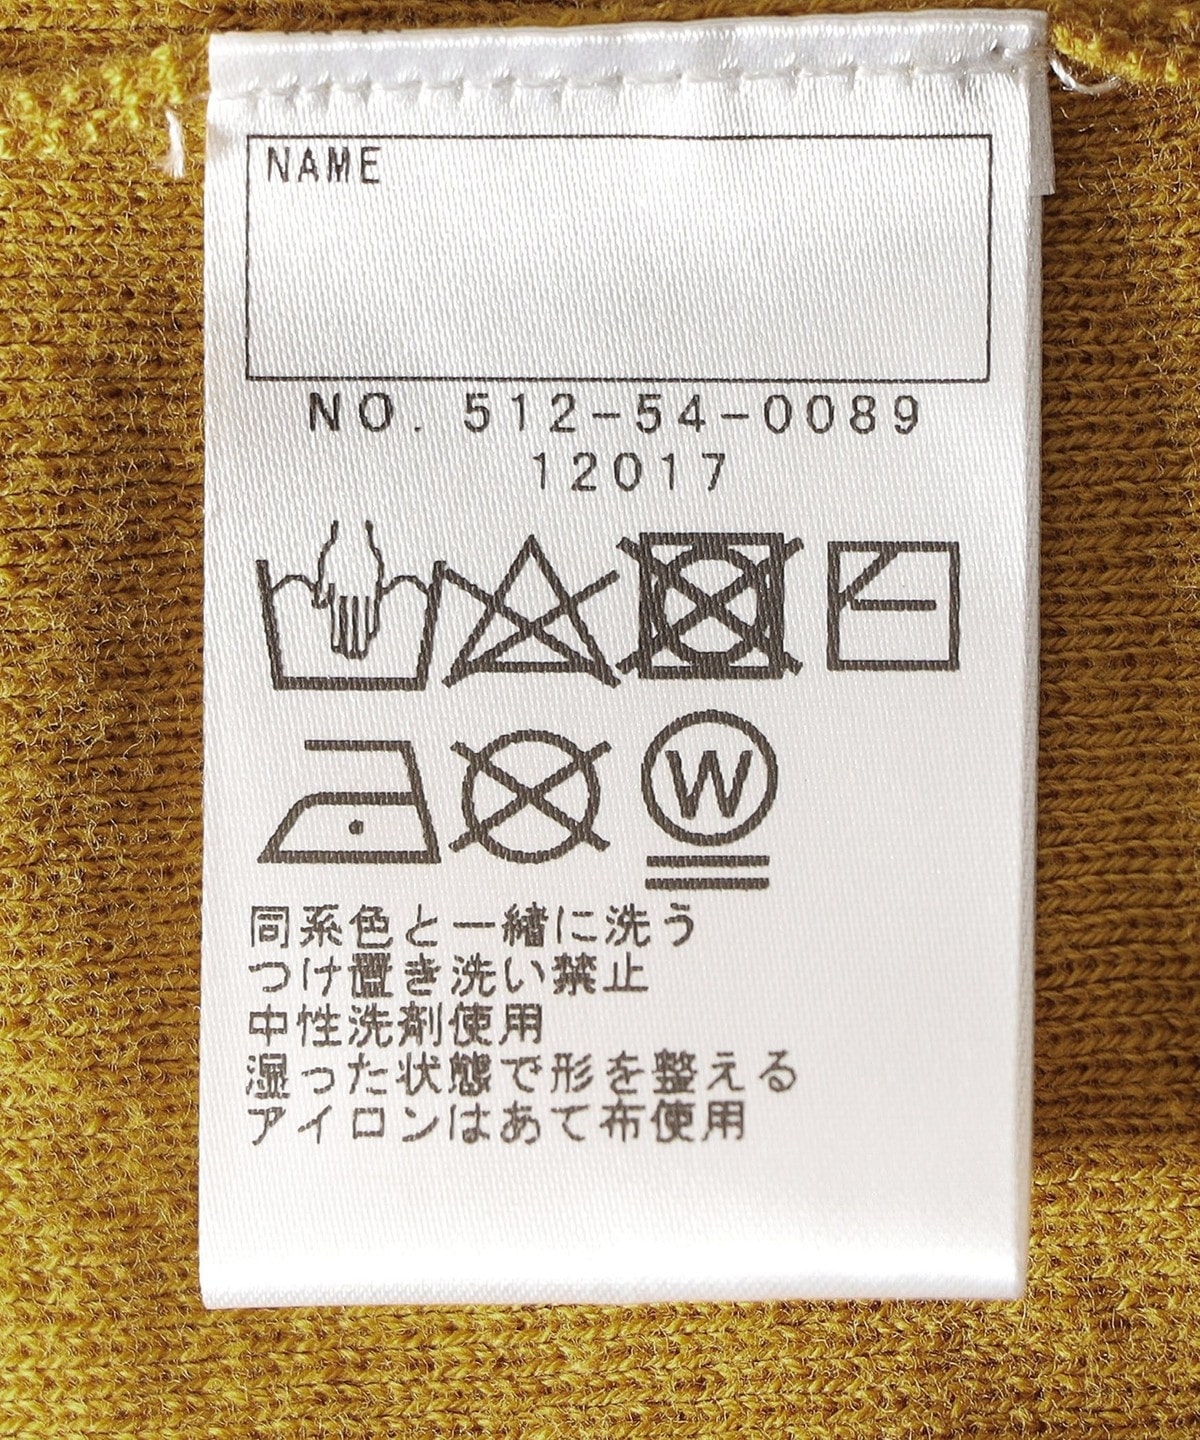 NAME
NO. 512-54-0089
12017
W
同系色と一緒に洗う
つけ置き洗い禁止
中性洗剤使用
湿った状態で形を整える
アイロンはあて布使用